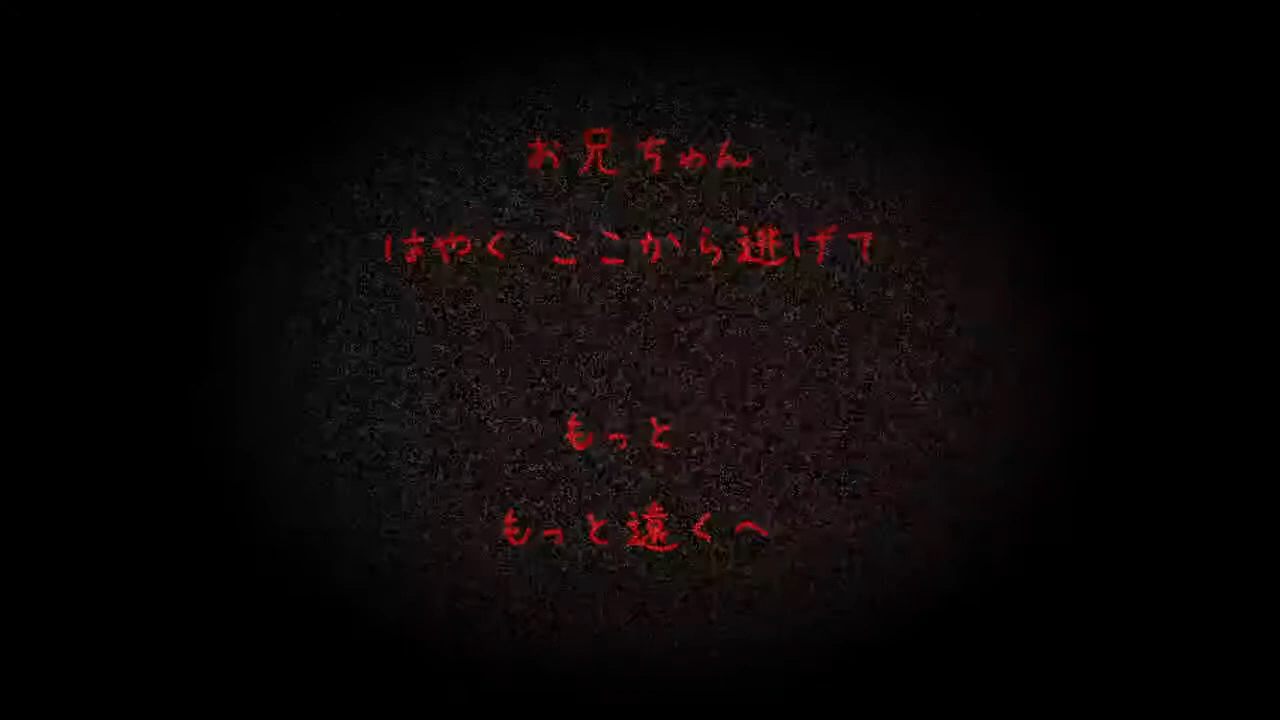 お兄ちゃん
はやく ここから逃げて
もっと
もっと遠くへ